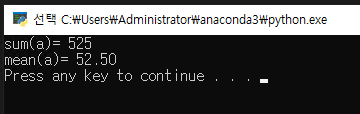 선택 C:₩Users₩Administrator₩anaconda3₩python.exe
sum(a)= 525
mean(a)= 52.50
Press any key to continue . . .